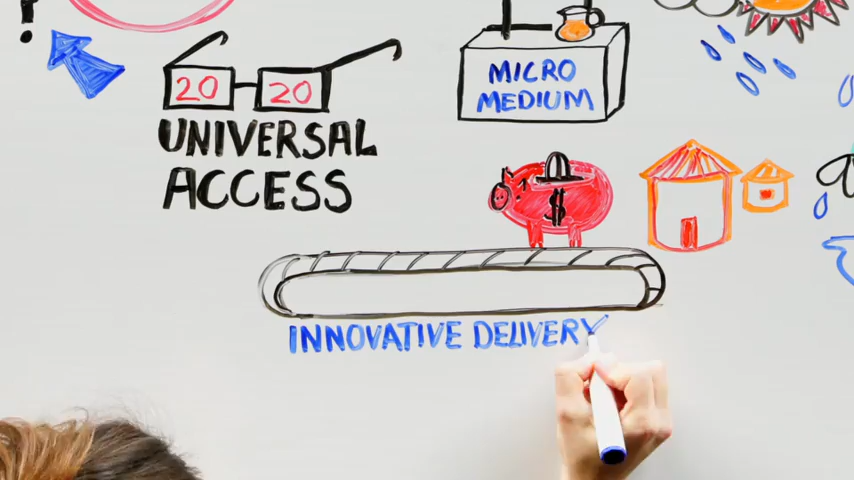 20 20
UNIVERSAL
ACCESS
MICRO
MEDIUM
$
INNOVATIVE DELIVERY